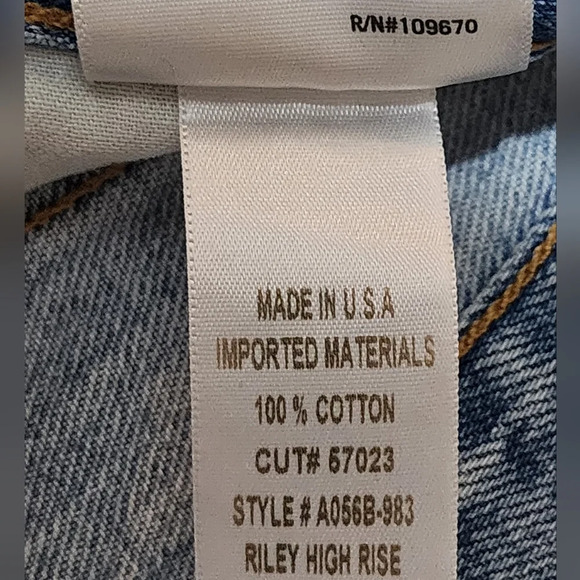 R/N#109670
MADE IN U.S.A
IMPORTED MATERIALS
100 % COTTON
CUT# 57023
STYLE # A056B-983
RILEY HIGH RISE